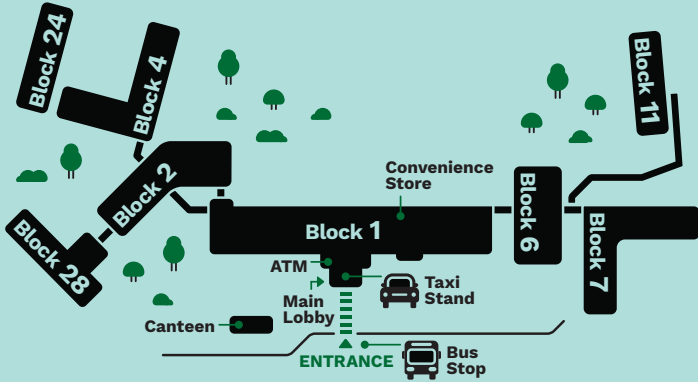 Block 24
Block 4
Block 11
Block 2
Convenience
Store
Block 1
Block 6
Block 28
Block 7
ATM
Main
Lobby
Taxi
Stand
Canteen
ENTRANCE
Bus
Stop